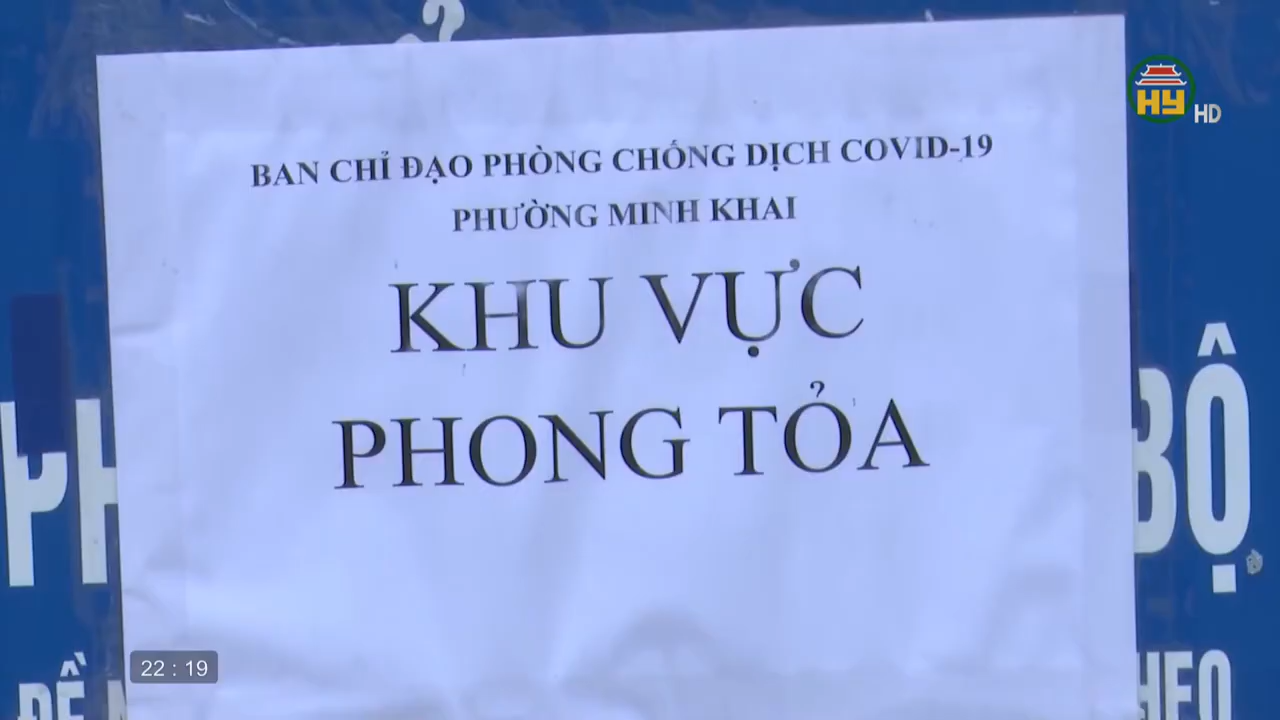 HY HD
BAN CHỈ ĐẠO PHÒNG CHỐNG DỊCH COVID-19
PHƯỜNG MINH KHAI
KHU VỰC
PHONG TỎA
BỘ
ĐỀ
22 : 19